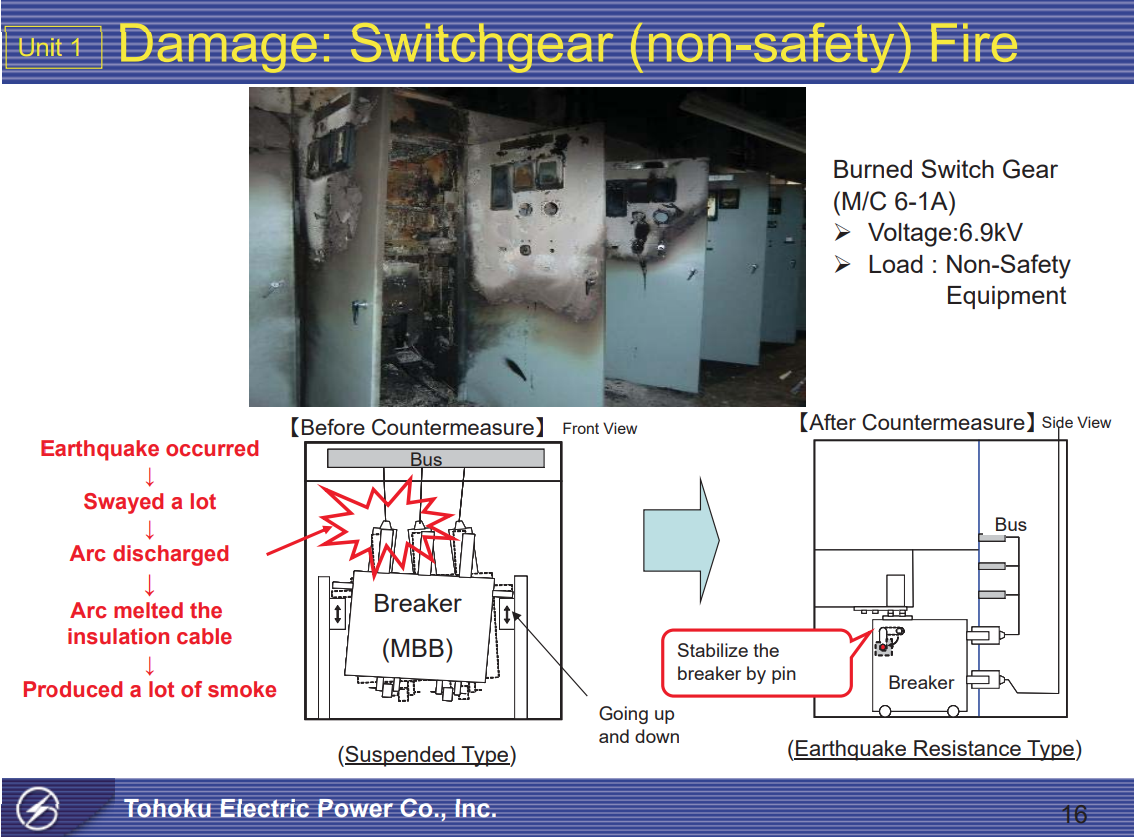 Unit 1
Damage: Switchgear (non-safety) Fire
Burned Switch Gear
(M/C 6-1A)
➢ Voltage:6.9kV
➢ Load : Non-Safety
Equipment
Earthquake occurred
↓
Swayed a lot
↓
Arc discharged
↓
Arc melted the
insulation cable
↓
Produced a lot of smoke
【Before Countermeasure】 Front View
Bus
Breaker
(MBB)
Going up
and down
(Suspended Type)
【After Countermeasure】 Side View
Bus
Stabilize the
breaker by pin
Breaker
(Earthquake Resistance Type)
Tohoku Electric Power Co., Inc.
16